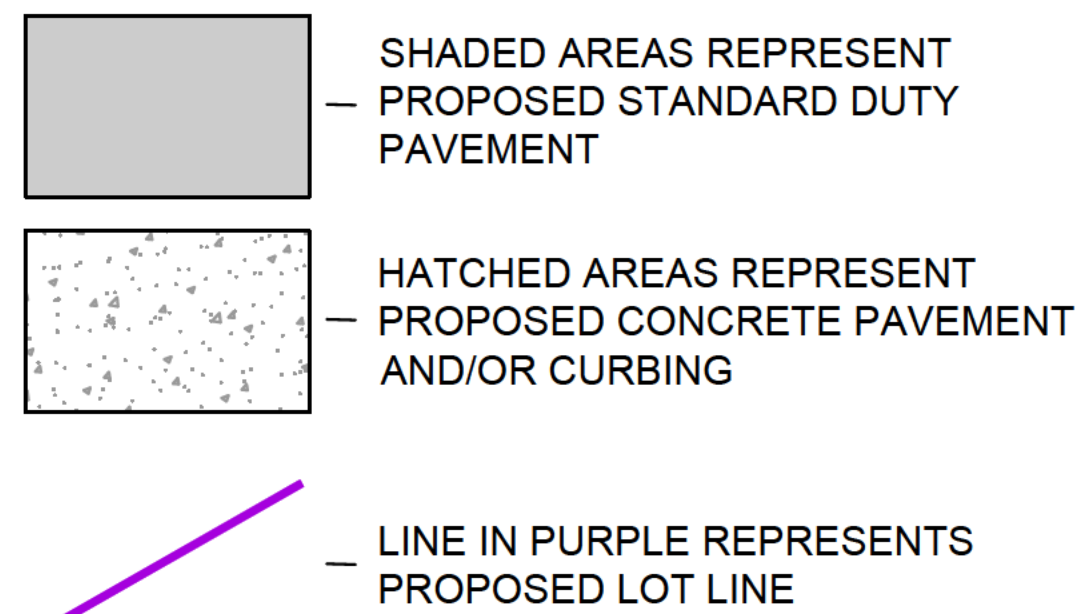 SHADED AREAS REPRESENT
PROPOSED STANDARD DUTY
PAVEMENT
HATCHED AREAS REPRESENT
PROPOSED CONCRETE PAVEMENT
AND/OR CURBING
LINE IN PURPLE REPRESENTS
PROPOSED LOT LINE